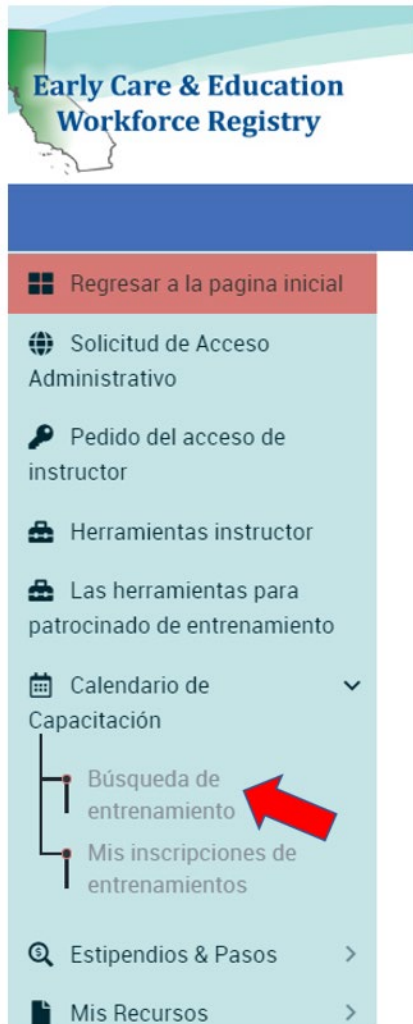 Early Care & Education
Workforce Registry
Regresar a la pagina inicial
Solicitud de Acceso
Administrativo
Pedido del acceso de
instructor
Herramientas instructor
Las herramientas para
patrocinado de entrenamiento
Calendario de
Capacitación
Búsqueda de
entrenamiento
Mis inscripciones de
entrenamientos
Estipendios & Pasos
Mis Recursos